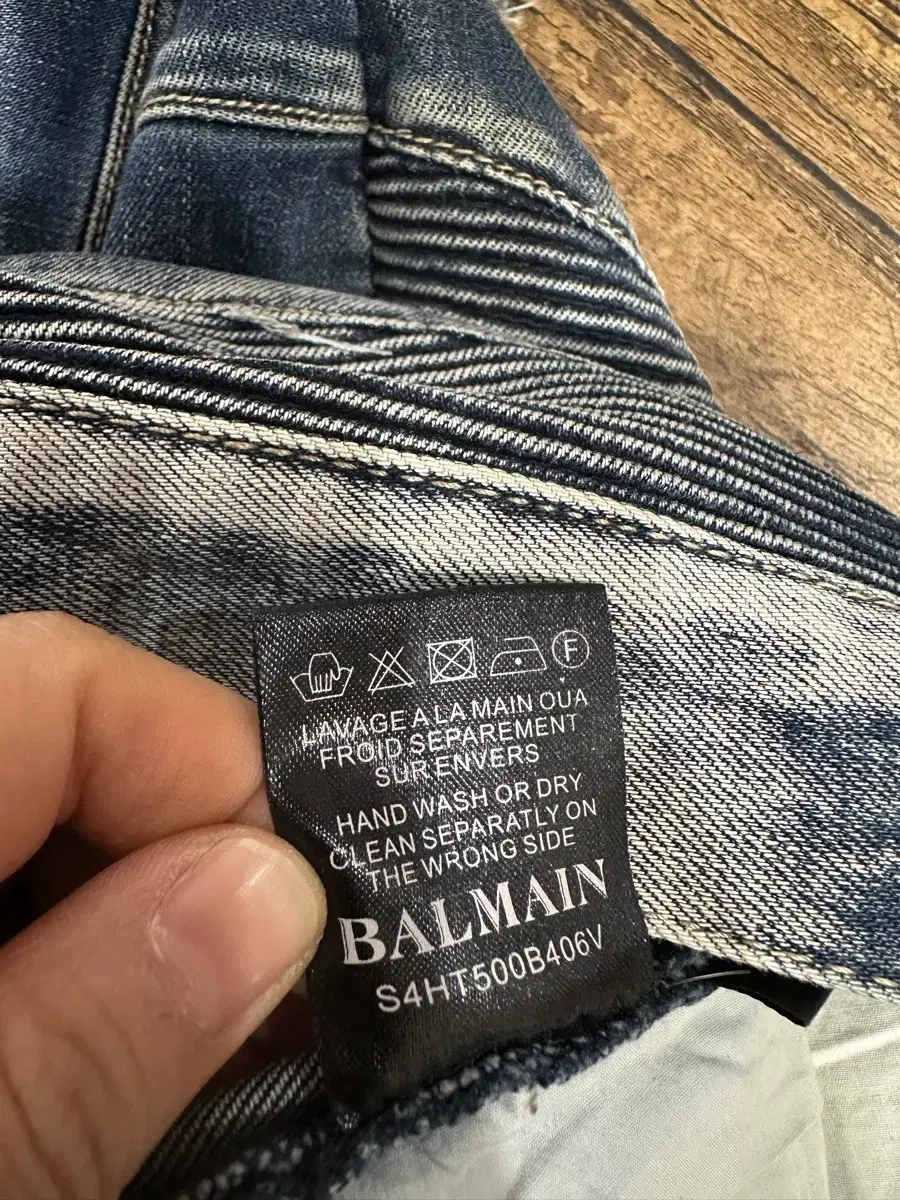 F
LAVAGE A LA MAIN OUA
FROID SEPAREMENT
SUR ENVERS
HAND WASH OR DRY
CLEAN SEPARATLY ON
THE WRONG SIDE
BALMAIN
S4HT500B406V